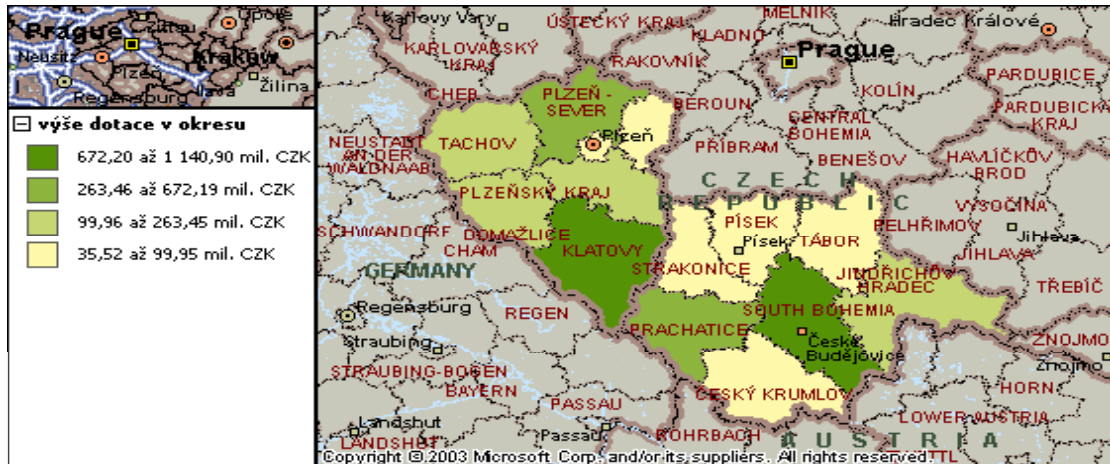 Prague
Opole
Neusitz
Plzeň
Kraków
Regensburg
Žilina
výše dotace v okresu
672,20 až 1 140,90 mil. CZK
263,46 až 672,19 mil. CZK
99,96 až 263,45 mil. CZK
35,52 až 99,95 mil. CZK
Karlovy Vary
ÚSTECKÝ KRAJ
MĚLNÍK
Hradec Králové
KLADNO
KARLOVARSKÝ
KRAJ
RAKOVNÍK
Prague
PARDUBICE
CHEB
PLZEŇ -
SEVER
BEROUN
KOLÍN
PARDUBICKÝ
KRAJ
NEUSTADT
AN DER
WALDNAAB
TACHOV
Plzeň
CENTRAL
BOHEMIA
PŘÍBRAM
BENEŠOV
HAVLÍČKŮV
BROD
CZECH
REPUBLIC
PLZEŇSKÝ KRAJ
VYSOČINA
SCHWANDORF
DOMAŽLICE
CHAM
KLATOVY
PÍSEK
Písek
TÁBOR
PELHŘIMOV
Jihlava
JIHLAVA
GERMANY
STRAKONICE
JINDŘICHŮV
HRADEC
TŘEBÍČ
Regensburg
REGEN
SOUTH BOHEMIA
PRACHATICE
České
Budějovice
ZNOJMO
Znojmo
Straubing
STRAUBING-BOGEN
BAYERN
ČESKÝ KRUMLOV
HORN
PASSAU
LOWER AUSTRIA
Landshut
LANDSHUT
Passau
ROHRBACH
AUSTRIA
Copyright © 2003 Microsoft Corp. and/or its suppliers. All rights reserved.